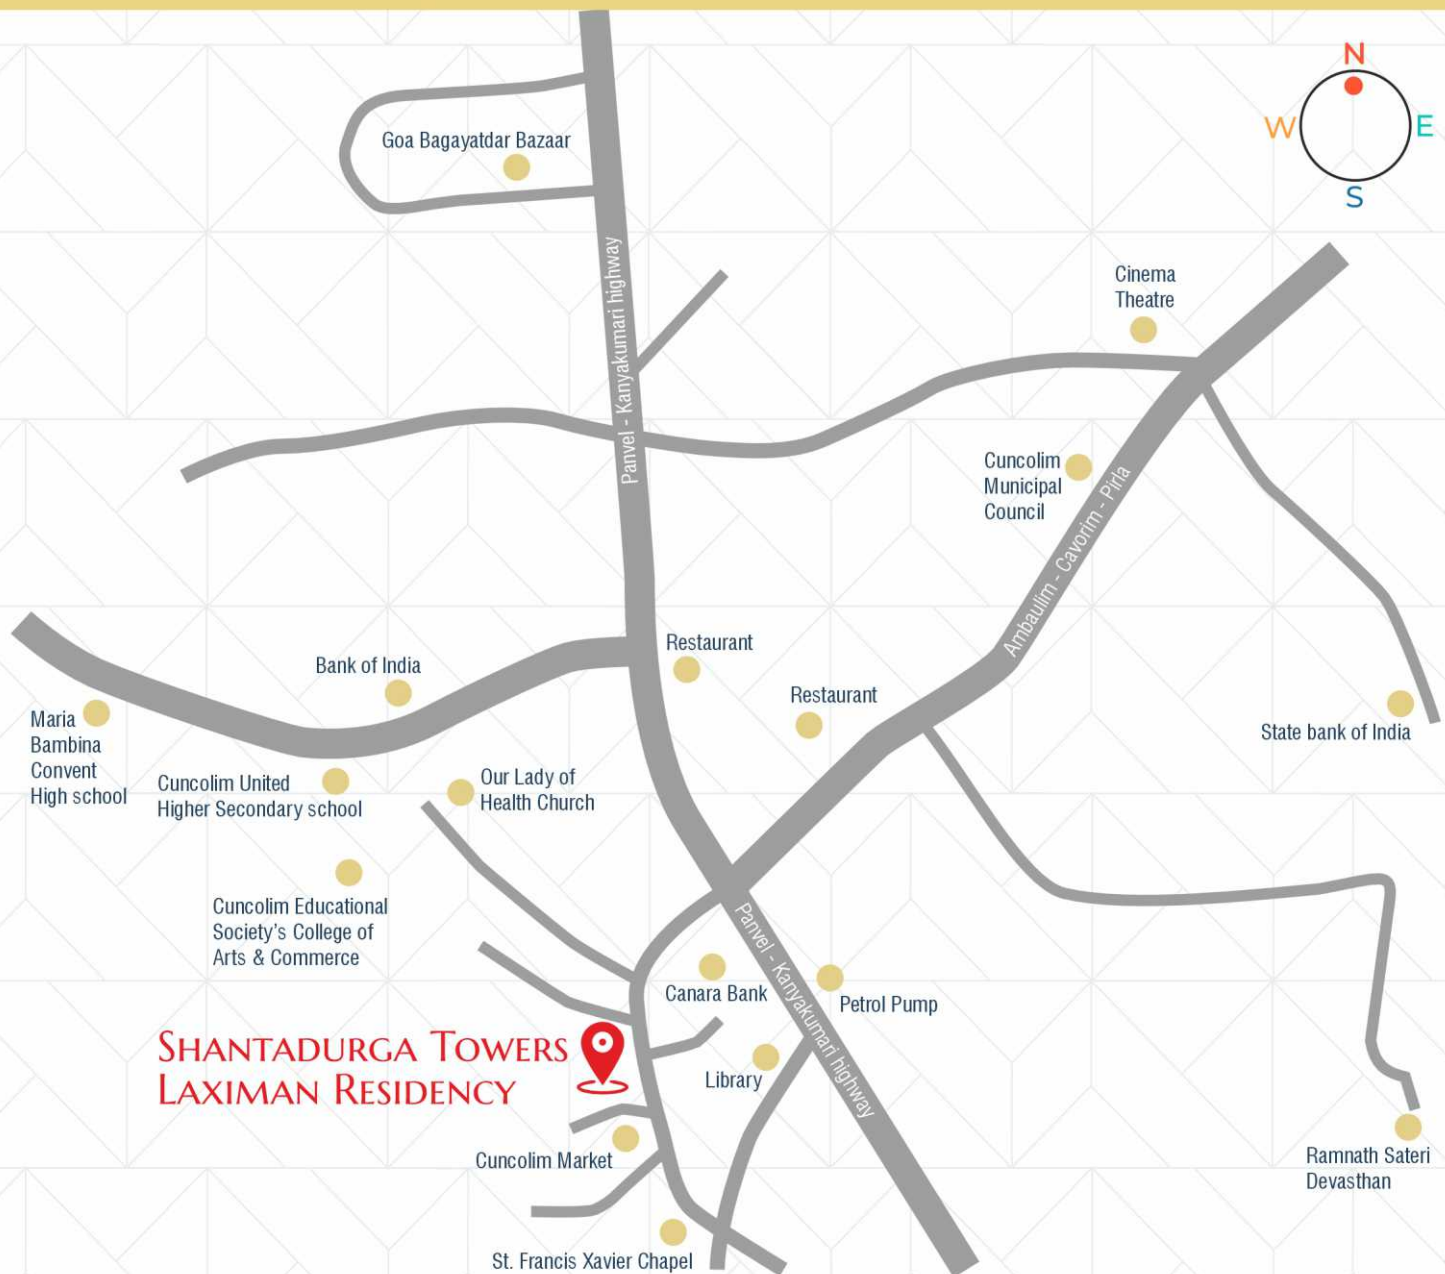 N
W
E
S
Goa Bagayatdar Bazaar
Panvel - Kanyakumari highway
Cinema
Theatre
Cuncolim
Municipal
Council
Ambaulim - Cavorim - Pirla
Restaurant
Bank of India
Restaurant
Maria
Bambina
Convent
High school
State bank of India
Cuncolim United
Higher Secondary school
Our Lady of
Health Church
Cuncolim Educational
Society's College of
Arts & Commerce
Panvel - Kanyakumari highway
Canara Bank
Petrol Pump
Shantadurga Towers
Laximan Residency
Library
Cuncolim Market
Ramnath Sateri
Devasthan
St. Francis Xavier Chapel